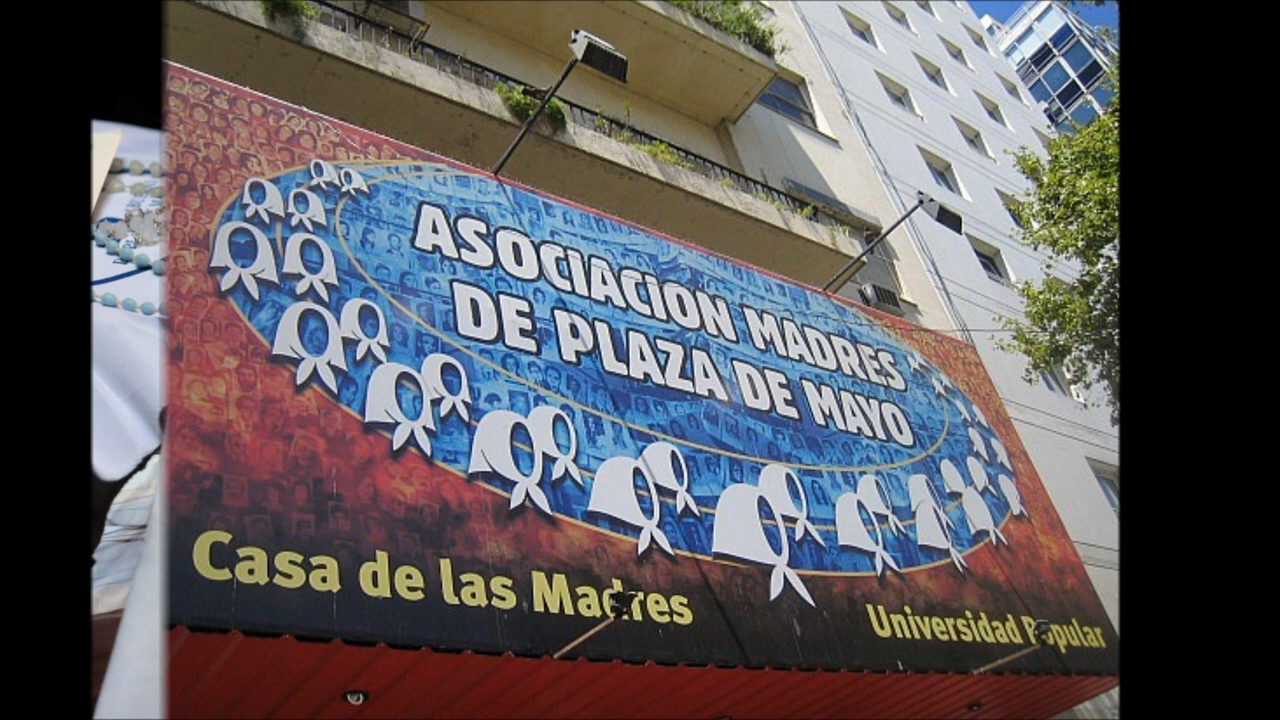 ASOCIACION MADRES
DE PLAZA DE MAYO
Casa de las Madres
Universidad Popular